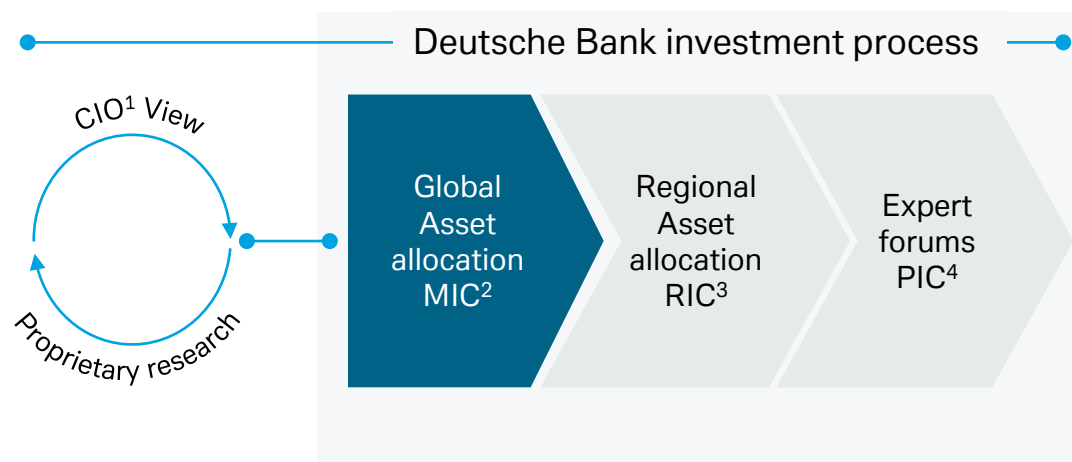 Deutsche Bank investment process
CIO¹ View
Proprietary research
Global
Asset
allocation
MIC²
Regional
Asset
allocation
RIC³
Expert
forums
PIC⁴